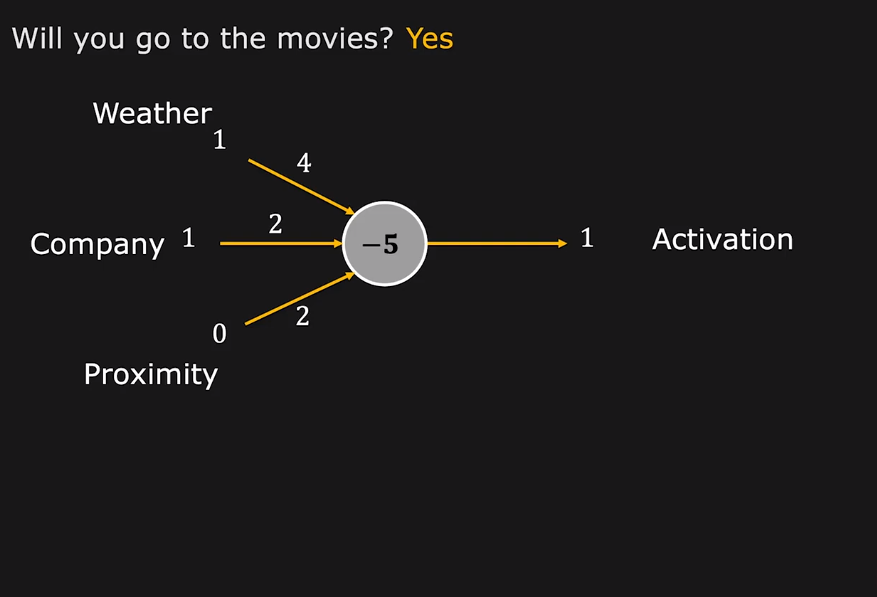 Will you go to the movies? Yes
Weather
1
4
Company 1
2
−5
1
Activation
2
0
Proximity